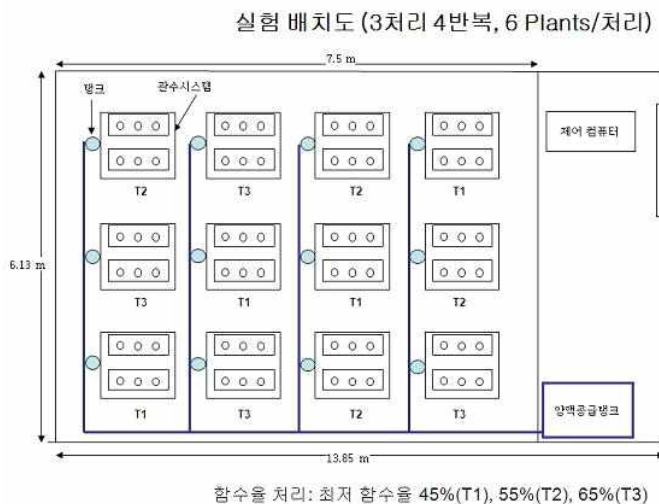 실험 배치도 (3처리 4반복, 6 Plants/처리)
7.5 m
탱크
관수시스템
제어 컴퓨터
T2
T3
T2
T1
6.13 m
T3
T1
T1
T2
T1
T3
T2
T3
양액공급탱크
13.85 m
함수율 처리: 최저 함수율 45%(T1), 55%(T2), 65%(T3)